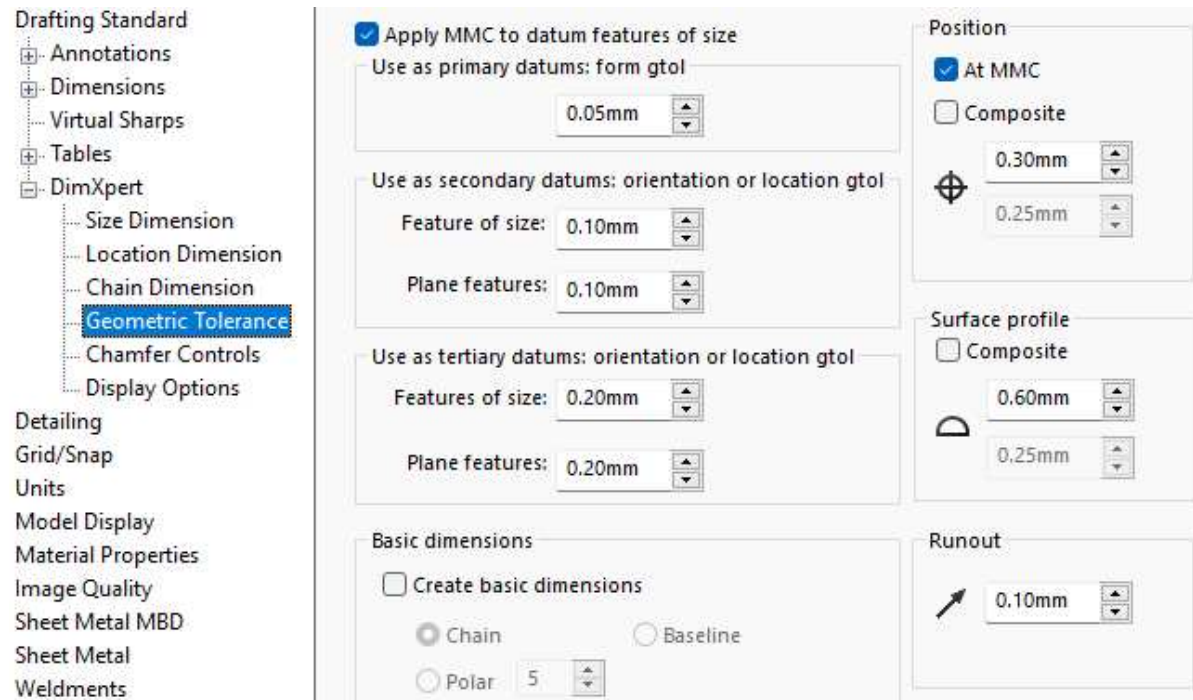 Drafting Standard
Annotations
Dimensions
Virtual Sharps
Tables
DimXpert
Size Dimension
Location Dimension
Chain Dimension
Geometric Tolerance
Chamfer Controls
Display Options
Detailing
Grid/Snap
Units
Model Display
Material Properties
Image Quality
Sheet Metal MBD
Sheet Metal
Weldments
Apply MMC to datum features of size
Use as primary datums: form gtol
0.05mm
Use as secondary datums: orientation or location gtol
Feature of size: 0.10mm
Plane features: 0.10mm
Use as tertiary datums: orientation or location gtol
Features of size: 0.20mm
Plane features: 0.20mm
Basic dimensions
Create basic dimensions
Chain Baseline
Polar 5
Position
At MMC
Composite
0.30mm
0.25mm
Surface profile
Composite
0.60mm
0.25mm
Runout
0.10mm